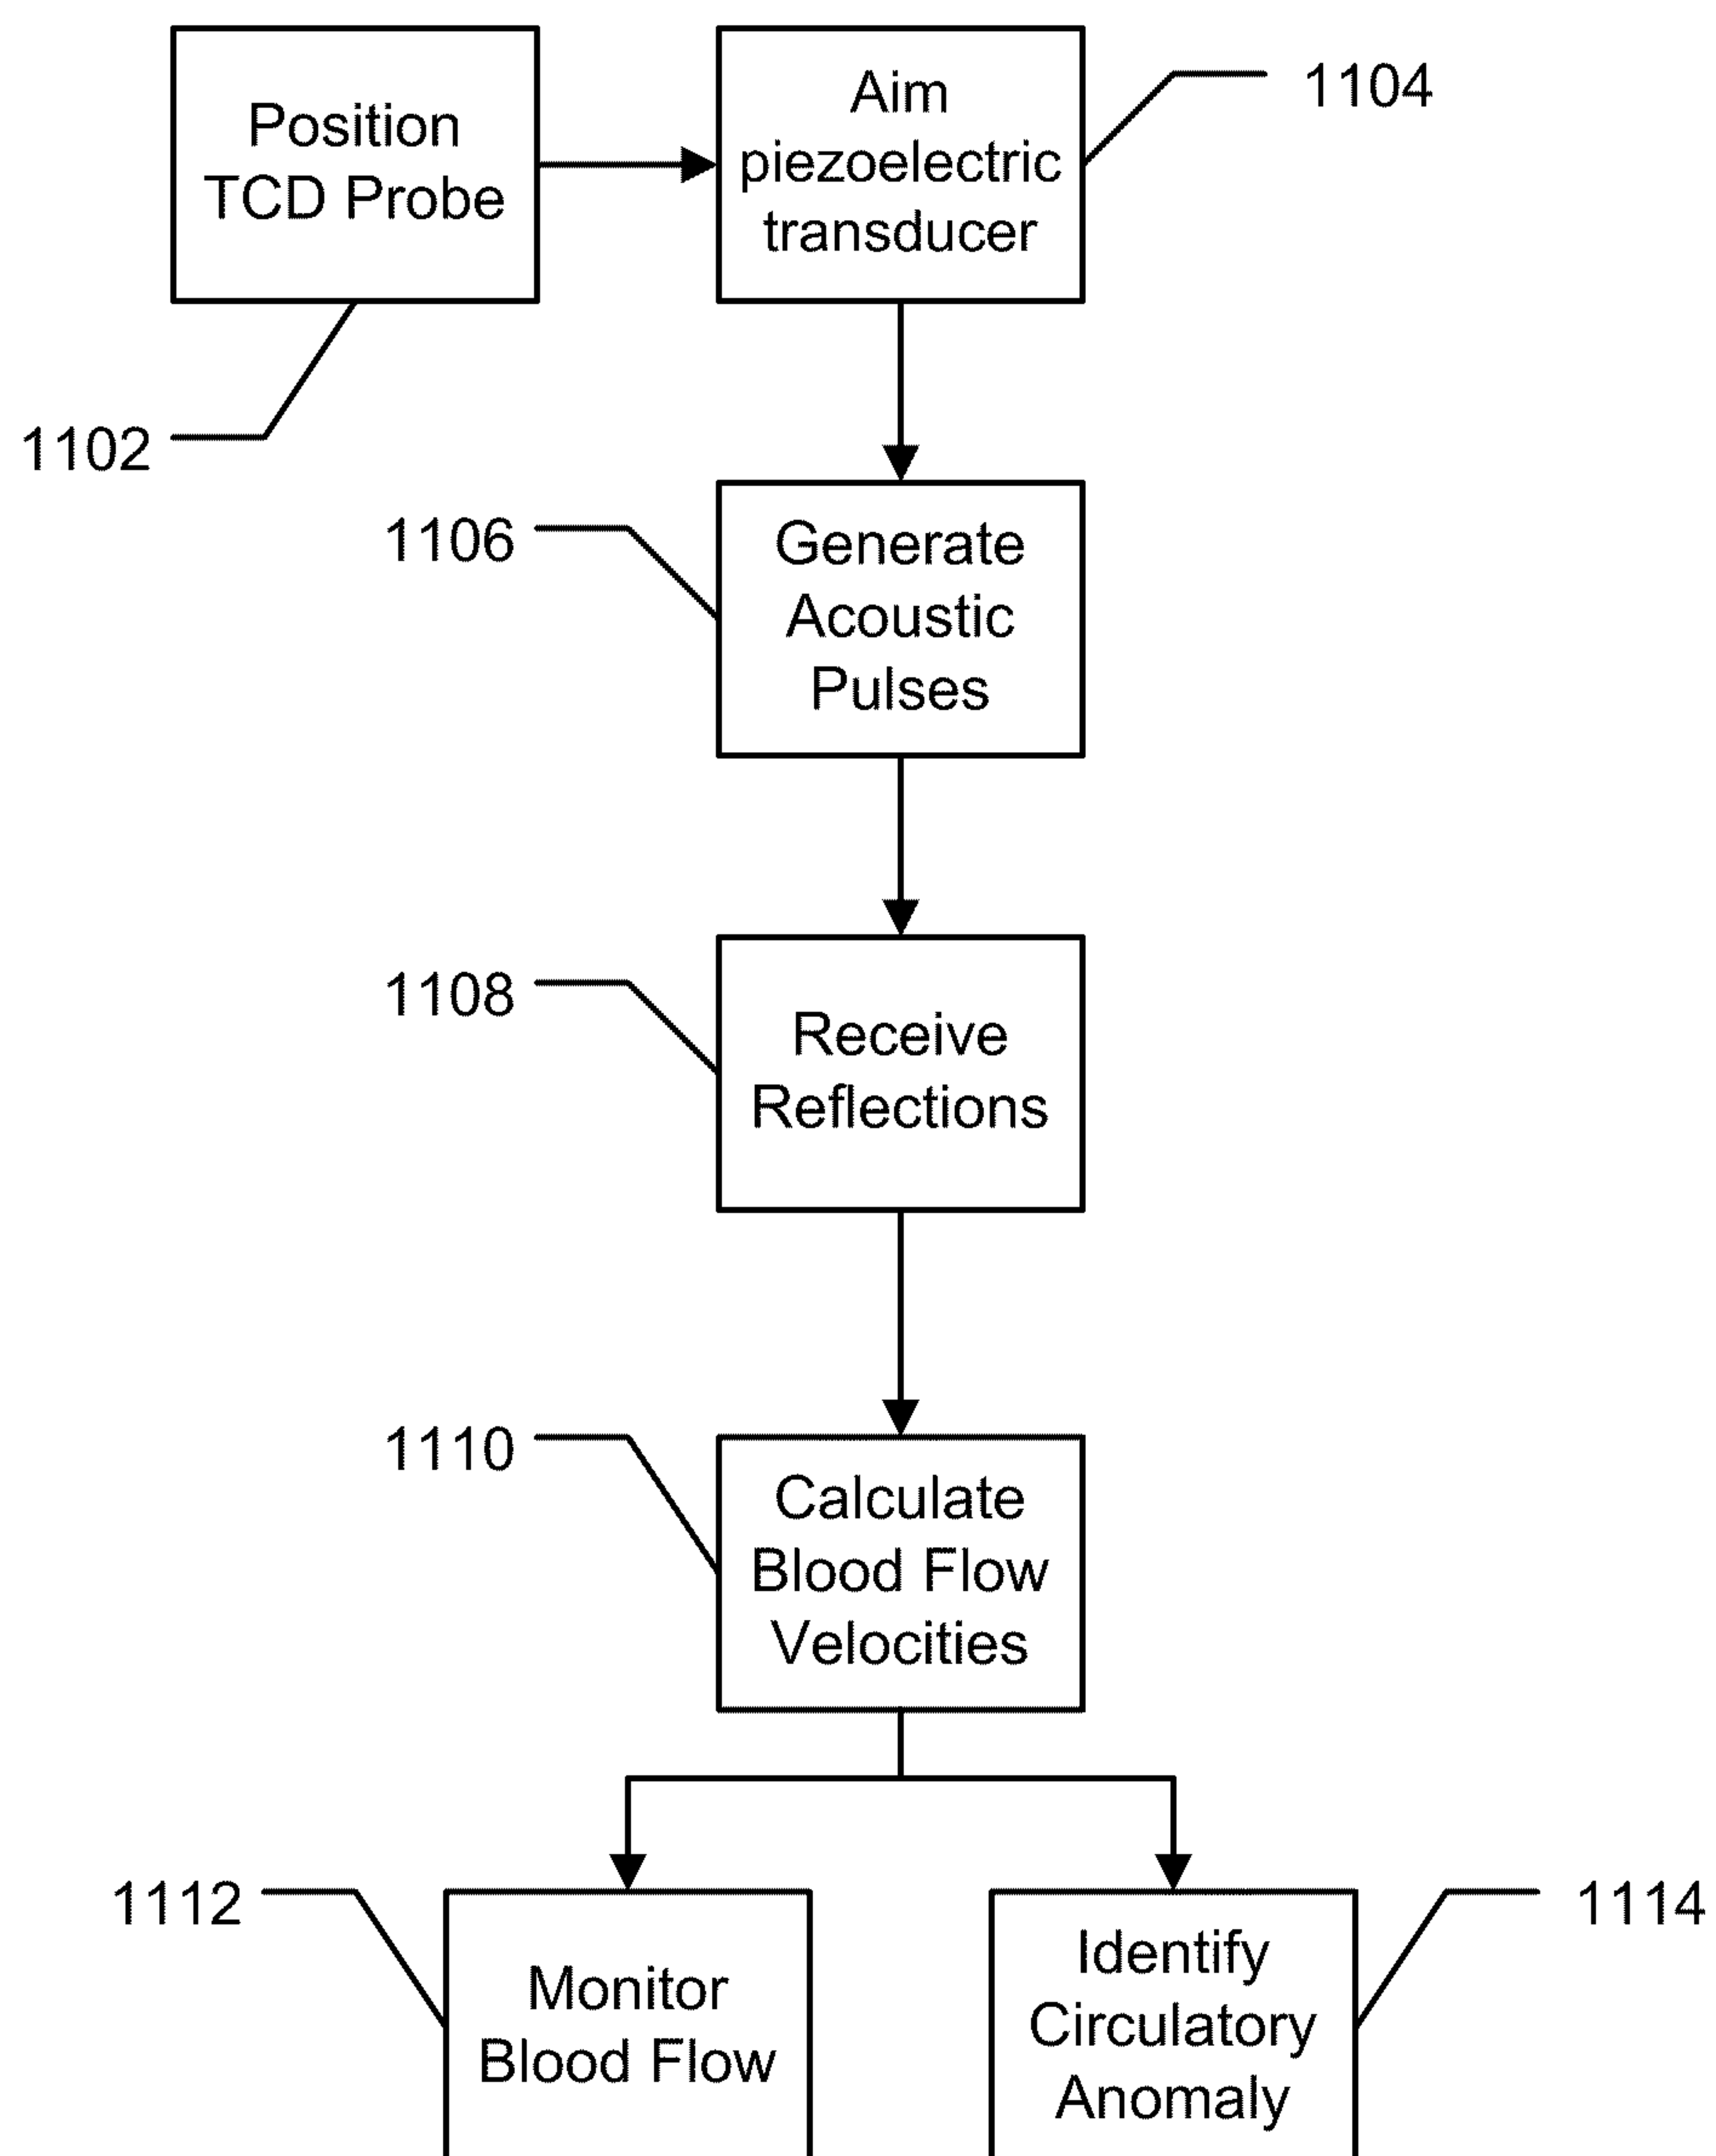 Position
TCD Probe
Aim
piezoelectric
transducer
1104
1102
1106
Generate
Acoustic
Pulses
1108
Receive
Reflections
1110
Calculate
Blood Flow
Velocities
1112
Monitor
Blood Flow
Identify
Circulatory
Anomaly
1114